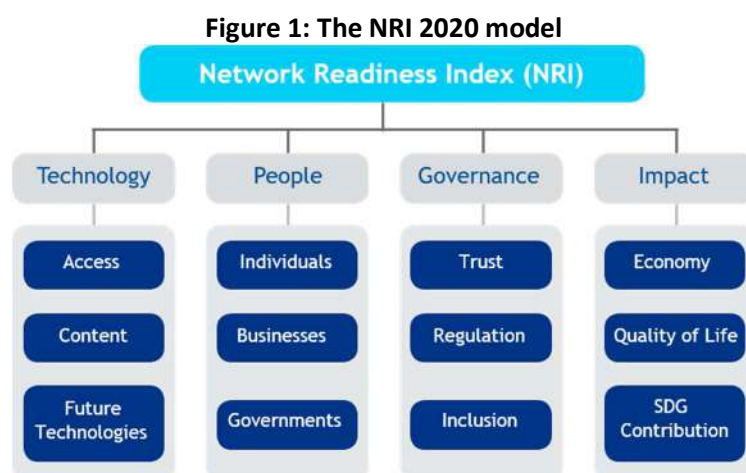 Figure 1: The NRI 2020 model
Network Readiness Index (NRI)
Technology
People
Governance
Impact
Access
Individuals
Trust
Economy
Content
Businesses
Regulation
Quality of Life
Future
Technologies
Governments
Inclusion
SDG
Contribution